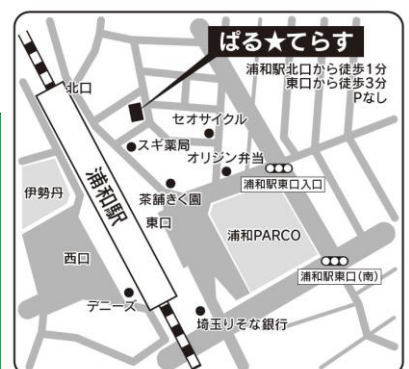 ぱる★てらす
浦和駅北口から徒歩1分
東口から徒歩3分
Pなし
北口
セオサイクル
スギ薬局
オリジン弁当
浦和駅東口入口
伊勢丹
浦和駅
茶舗きく園
東口
浦和PARCO
西口
浦和駅東口(南)
デニーズ
埼玉りそな銀行